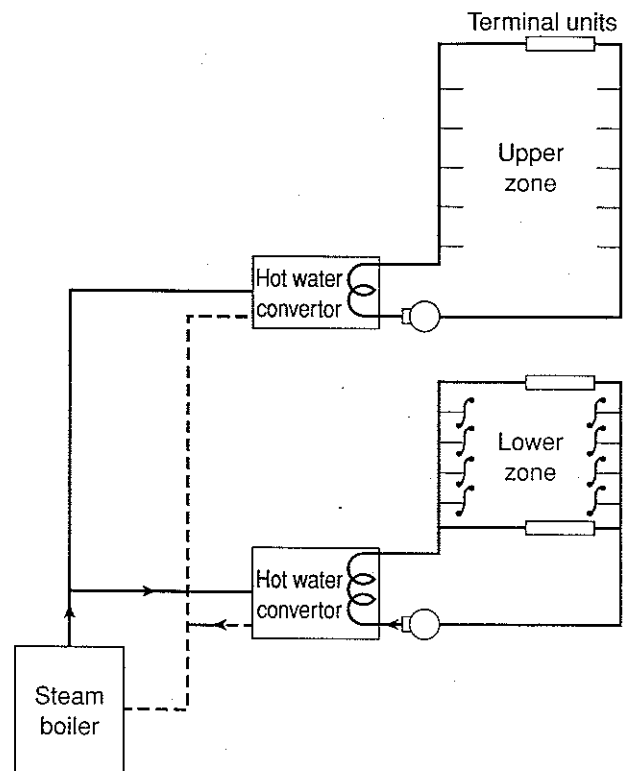 Terminal units
Upper
zone
Hot water
convertor
Lower
zone
Hot water
convertor
Steam
boiler